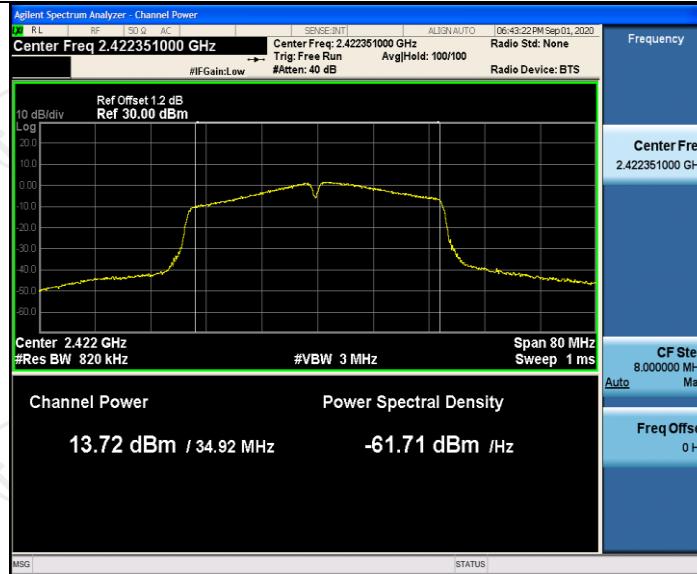 Agilent Spectrum Analyzer - Channel Power
RL RF 50 Ω AC SENSE:INT ALIGN AUTO 06:43:22 PM Sep 01, 2020
Center Freq 2.422351000 GHz
Center Freq: 2.422351000 GHz
Radio Std: None
Trig: Free Run Avg|Hold: 100/100
#IFGain:Low
#Atten: 40 dB
Radio Device: BTS
Frequency
Ref Offset 1.2 dB
10 dB/div Ref 30.00 dBm
Log
20.0
10.0
0.00
-10.0
-20.0
-30.0
-40.0
-50.0
-60.0
Center Fre
2.422351000 GH
Center 2.422 GHz Span 80 MHz
#Res BW 820 kHz #VBW 3 MHz Sweep 1 ms
CF Ste
8.000000 MH
Auto Ma
Channel Power Power Spectral Density
13.72 dBm / 34.92 MHz -61.71 dBm /Hz
Freq Offse
0 H
MSG STATUS